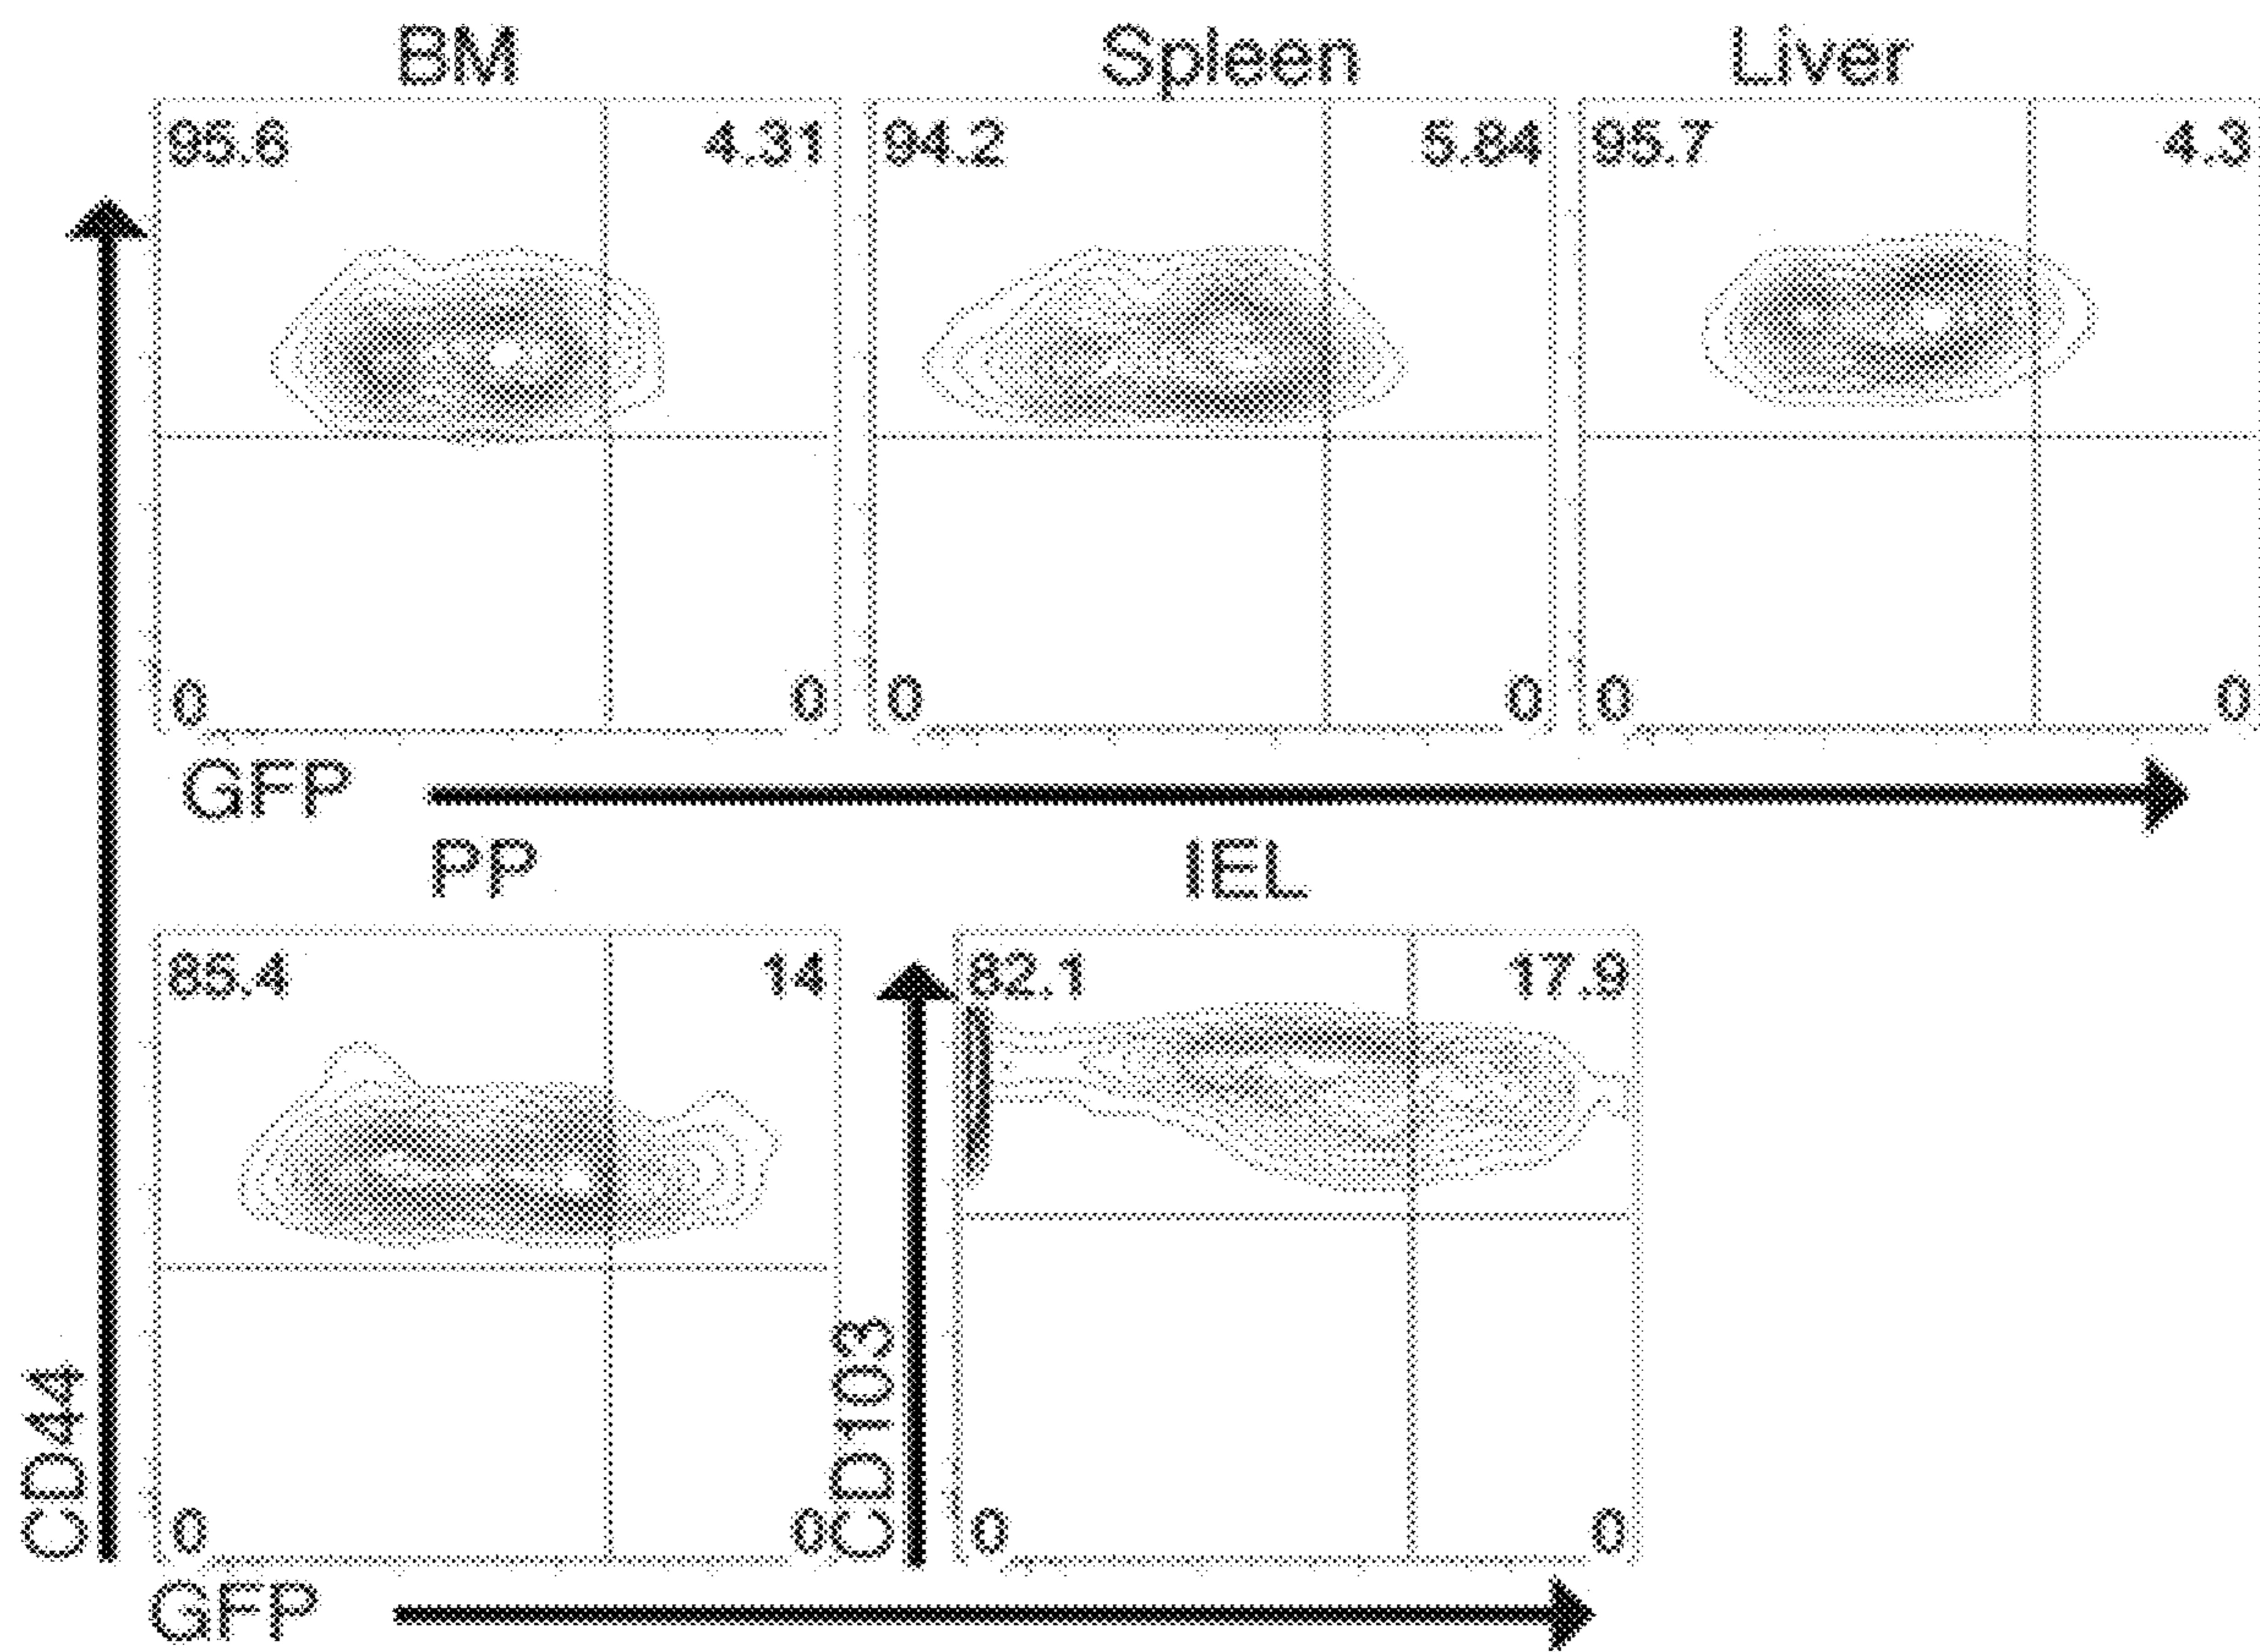 BM Spleen Liver
95.6 4.31 94.2 5.84 95.7 4.3
0 0 0 0 0 0
GFP
PP IEL
85.4 14 82.1 17.9
CD44
CD103
0 0 0 0
GFP